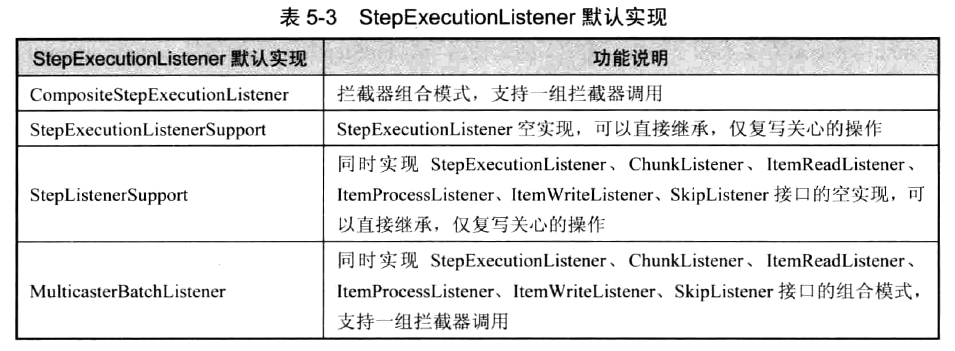 表 5-3 StepExecutionListener 默认实现
StepExecutionListener 默认实现 功能说明
CompositeStepExecutionListener 拦截器组合模式，支持一组拦截器调用
StepExecutionListenerSupport StepExecutionListener 空实现，可以直接继承，仅复写关心的操作
StepListenerSupport
同时实现 StepExecutionListener、ChunkListener、ItemReadListener、
ItemProcessListener、ItemWriteListener、SkipListener 接口的空实现，可
以直接继承，仅复写关心的操作
MulticasterBatchListener
同时实现 StepExecutionListener、ChunkListener、ItemReadListener、
ItemProcessListener、ItemWriteListener、SkipListener 接口的组合模式，
支持一组拦截器调用